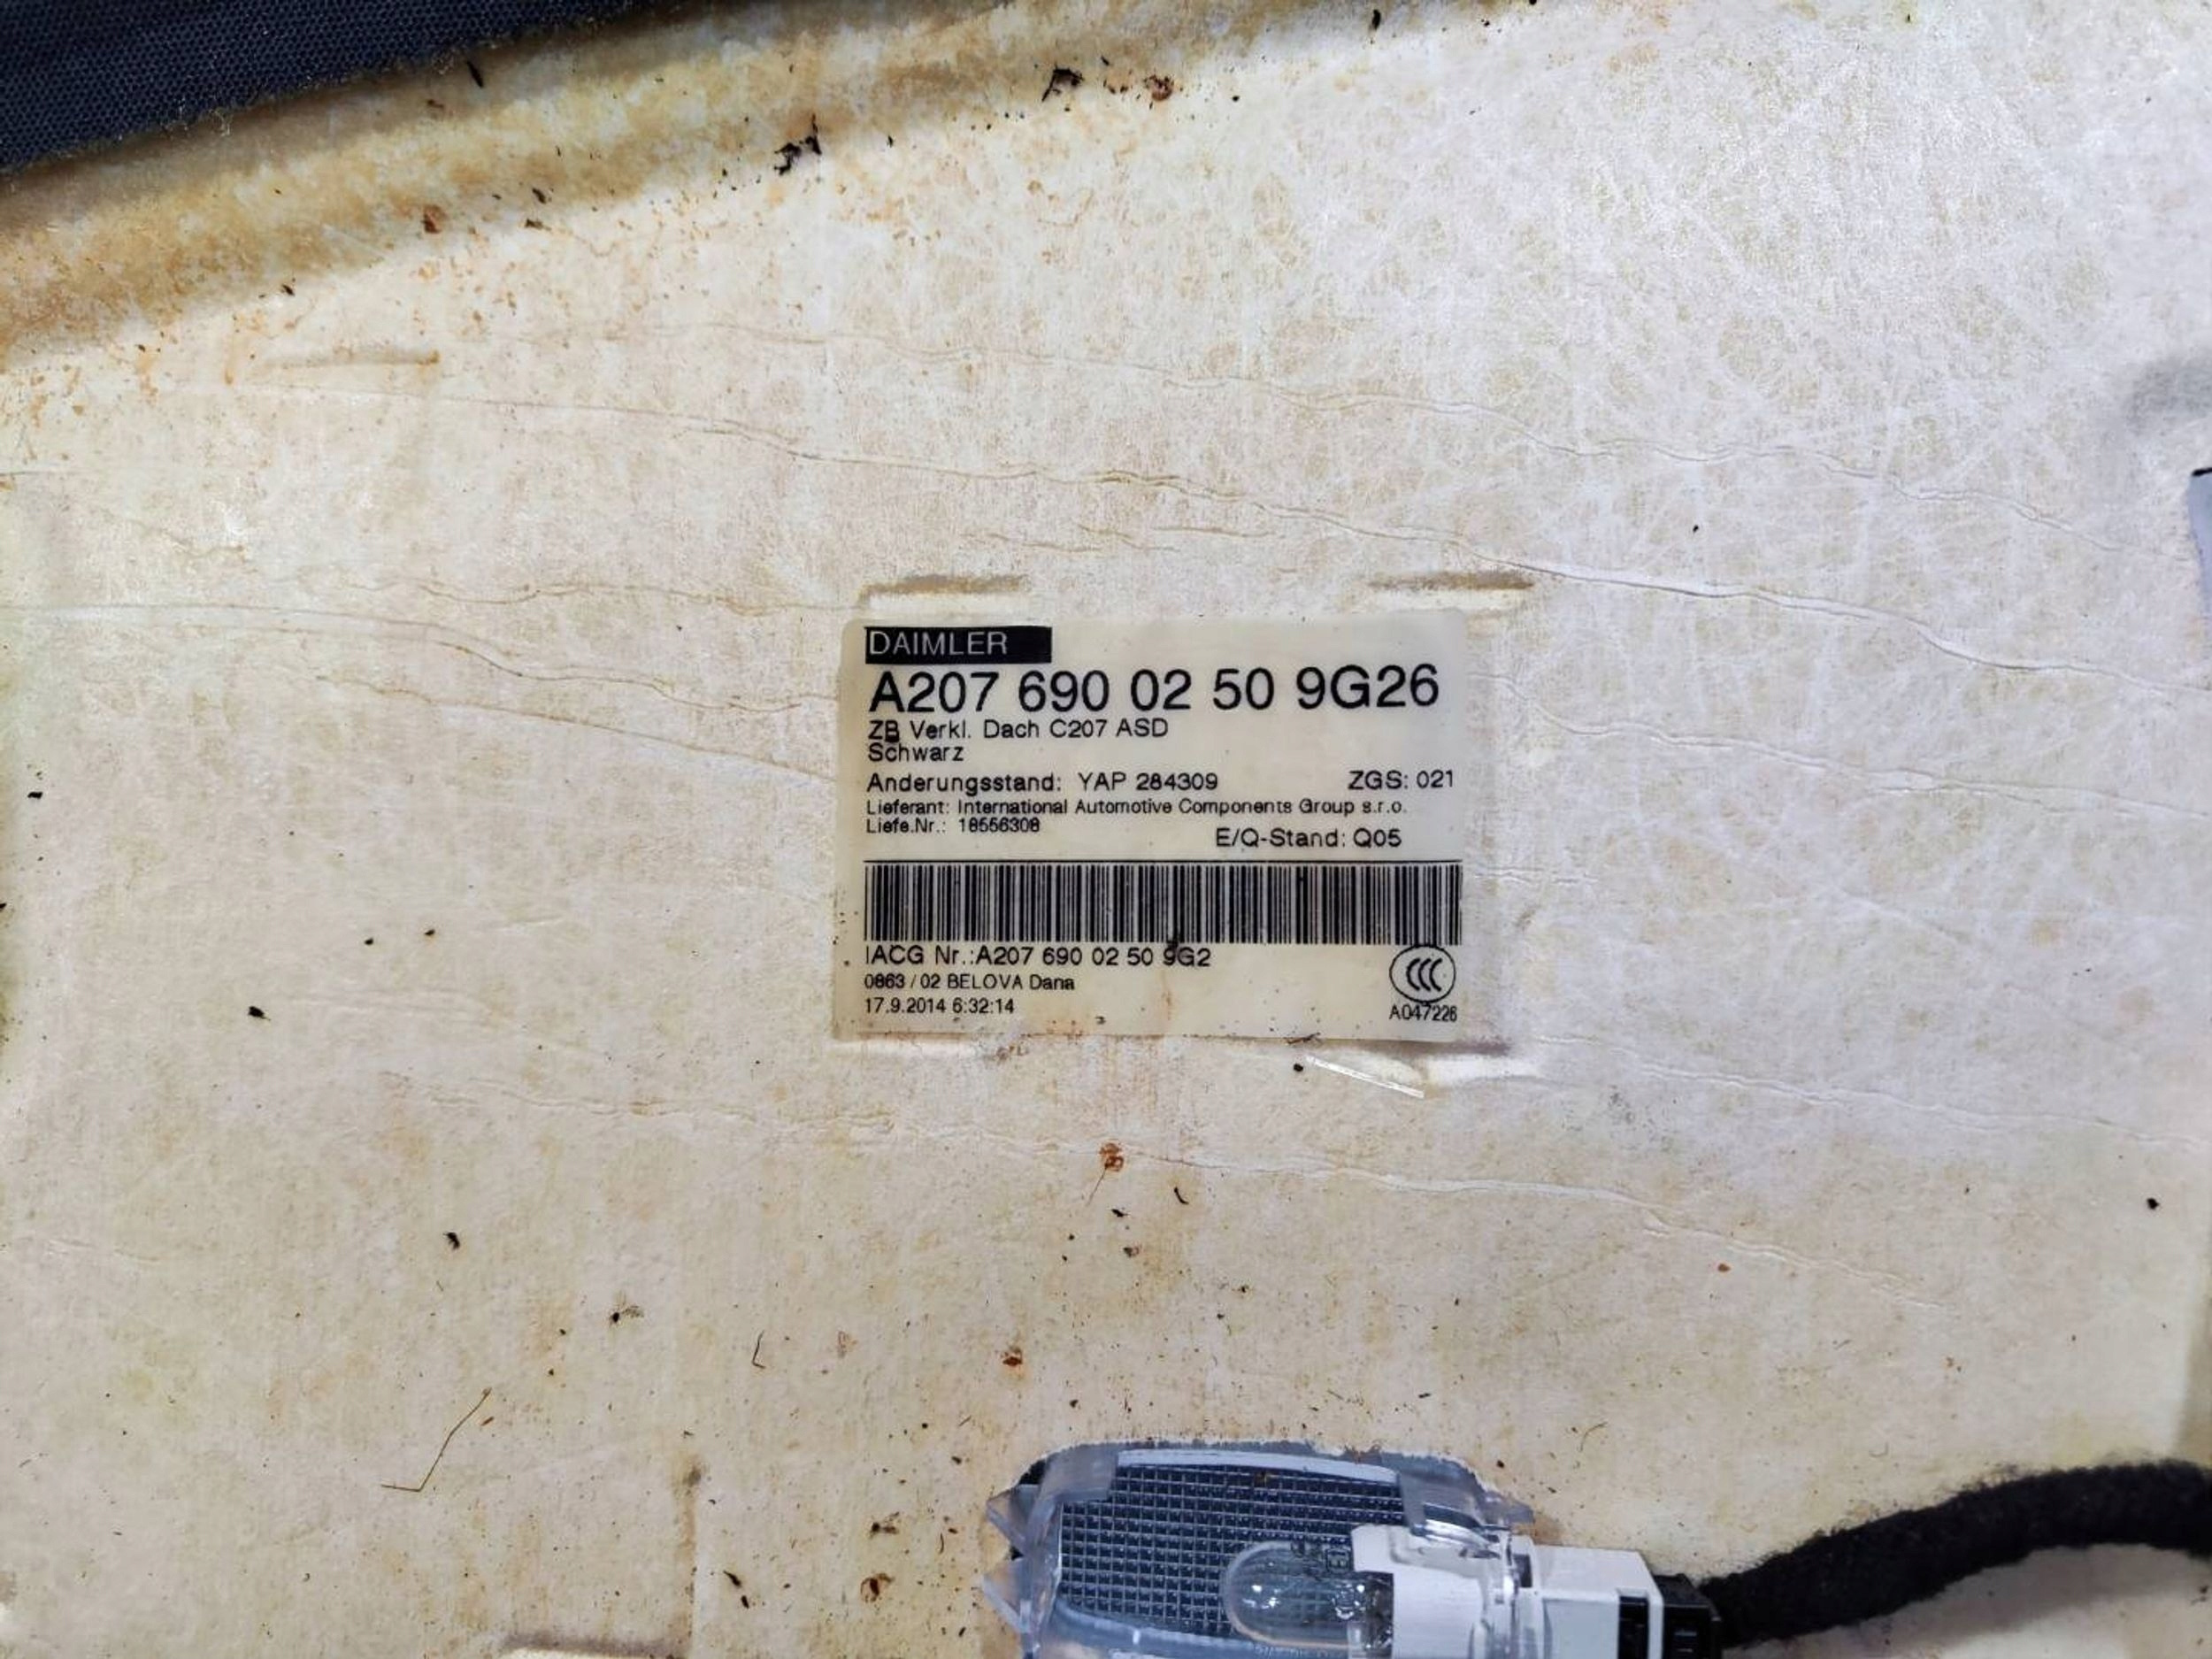 DAIMLER
A207 690 02 50 9G26
ZB Verkl. Dach C207 ASD
Schwarz
Anderungsstand: YAP 284309 ZGS: 021
Lieferant: International Automotive Components Group s.r.o.
Liefe.Nr.: 18556308
E/Q-Stand: Q05
IACG Nr.:A207 690 02 50 9G2
0863 / 02 BELOVA Dana
17.9.2014 6:32:14
CCC
A047226